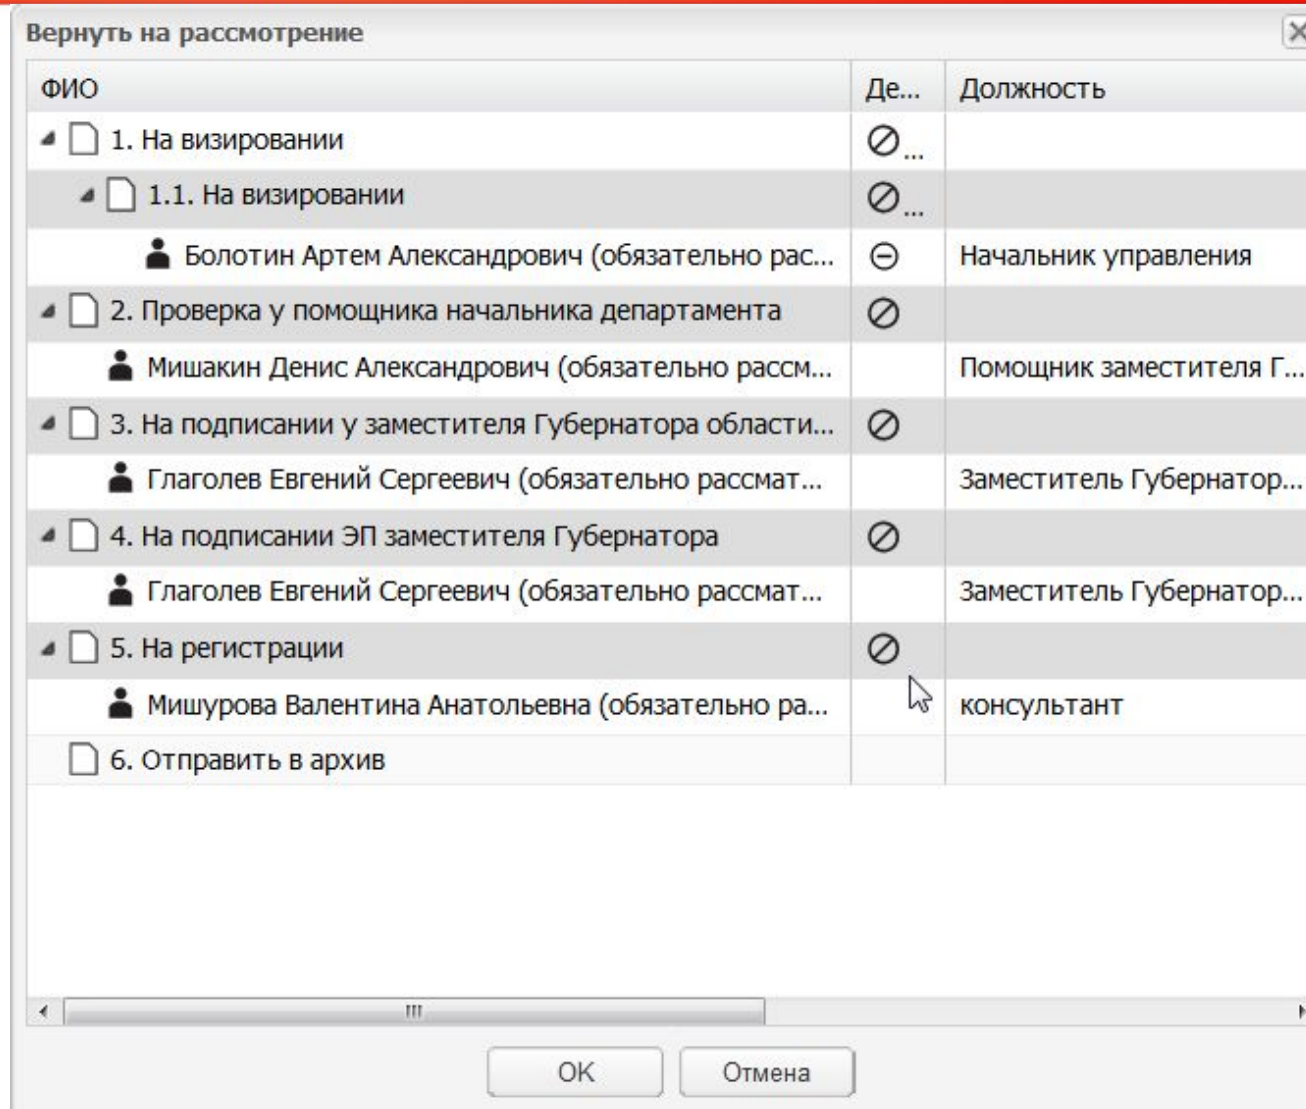 Вернуть на рассмотрение
ФИО Де... Должность
1. На визировании ...
1.1. На визировании ...
Болотин Артем Александрович (обязательно рас... Начальник управления
2. Проверка у помощника начальника департамента
Мишакин Денис Александрович (обязательно рассм... Помощник заместителя Г...
3. На подписании у заместителя Губернатора области...
Глаголев Евгений Сергеевич (обязательно рассмат... Заместитель Губернатор...
4. На подписании ЭП заместителя Губернатора
Глаголев Евгений Сергеевич (обязательно рассмат... Заместитель Губернатор...
5. На регистрации
Мишурова Валентина Анатольевна (обязательно ра... консультант
6. Отправить в архив
OK Отмена